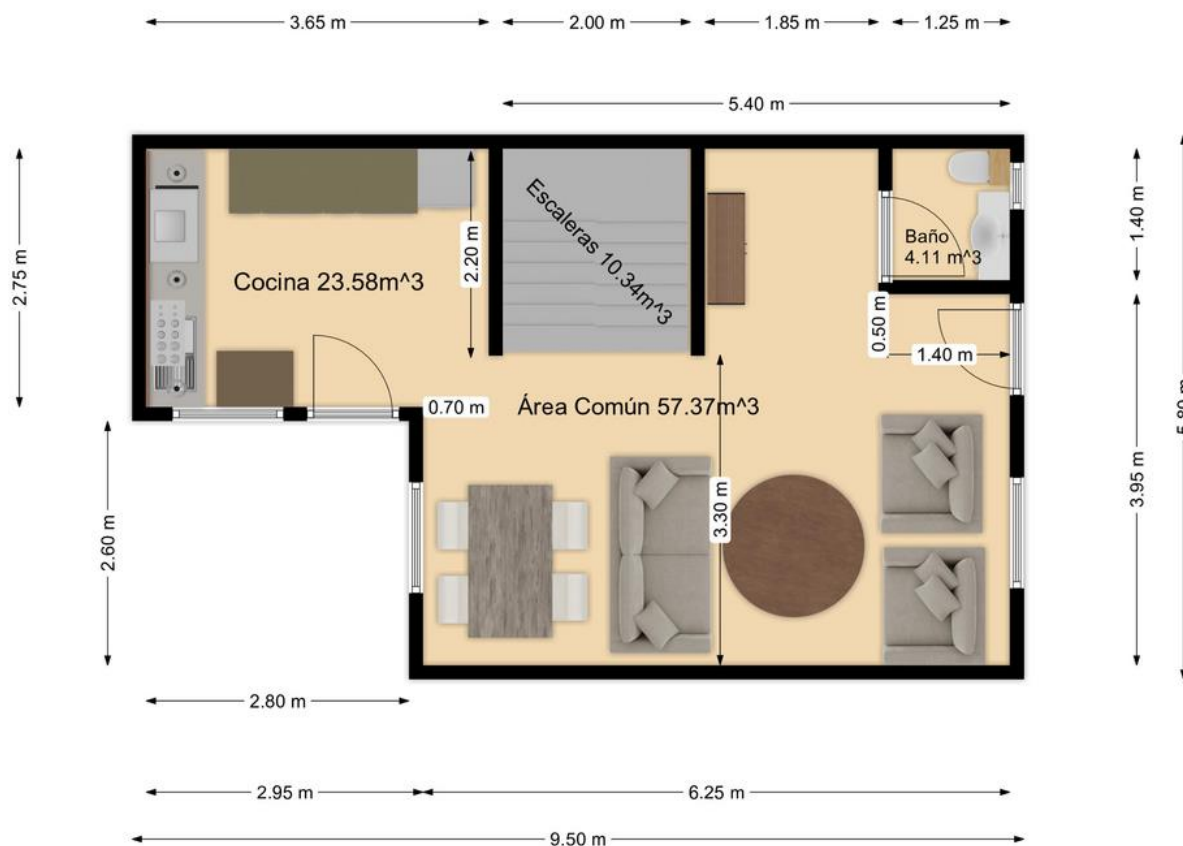 3.65 m
2.00 m
1.85 m
1.25 m
5.40 m
2.75 m
2.20 m
Escaleras 10.34m^3
Cocina 23.58m^3
Baño
4.11 m^3
1.40 m
5.80 m
0.50 m
1.40 m
0.70 m
Área Común 57.37m^3
3.30 m
3.95 m
2.60 m
2.80 m
2.95 m
6.25 m
9.50 m